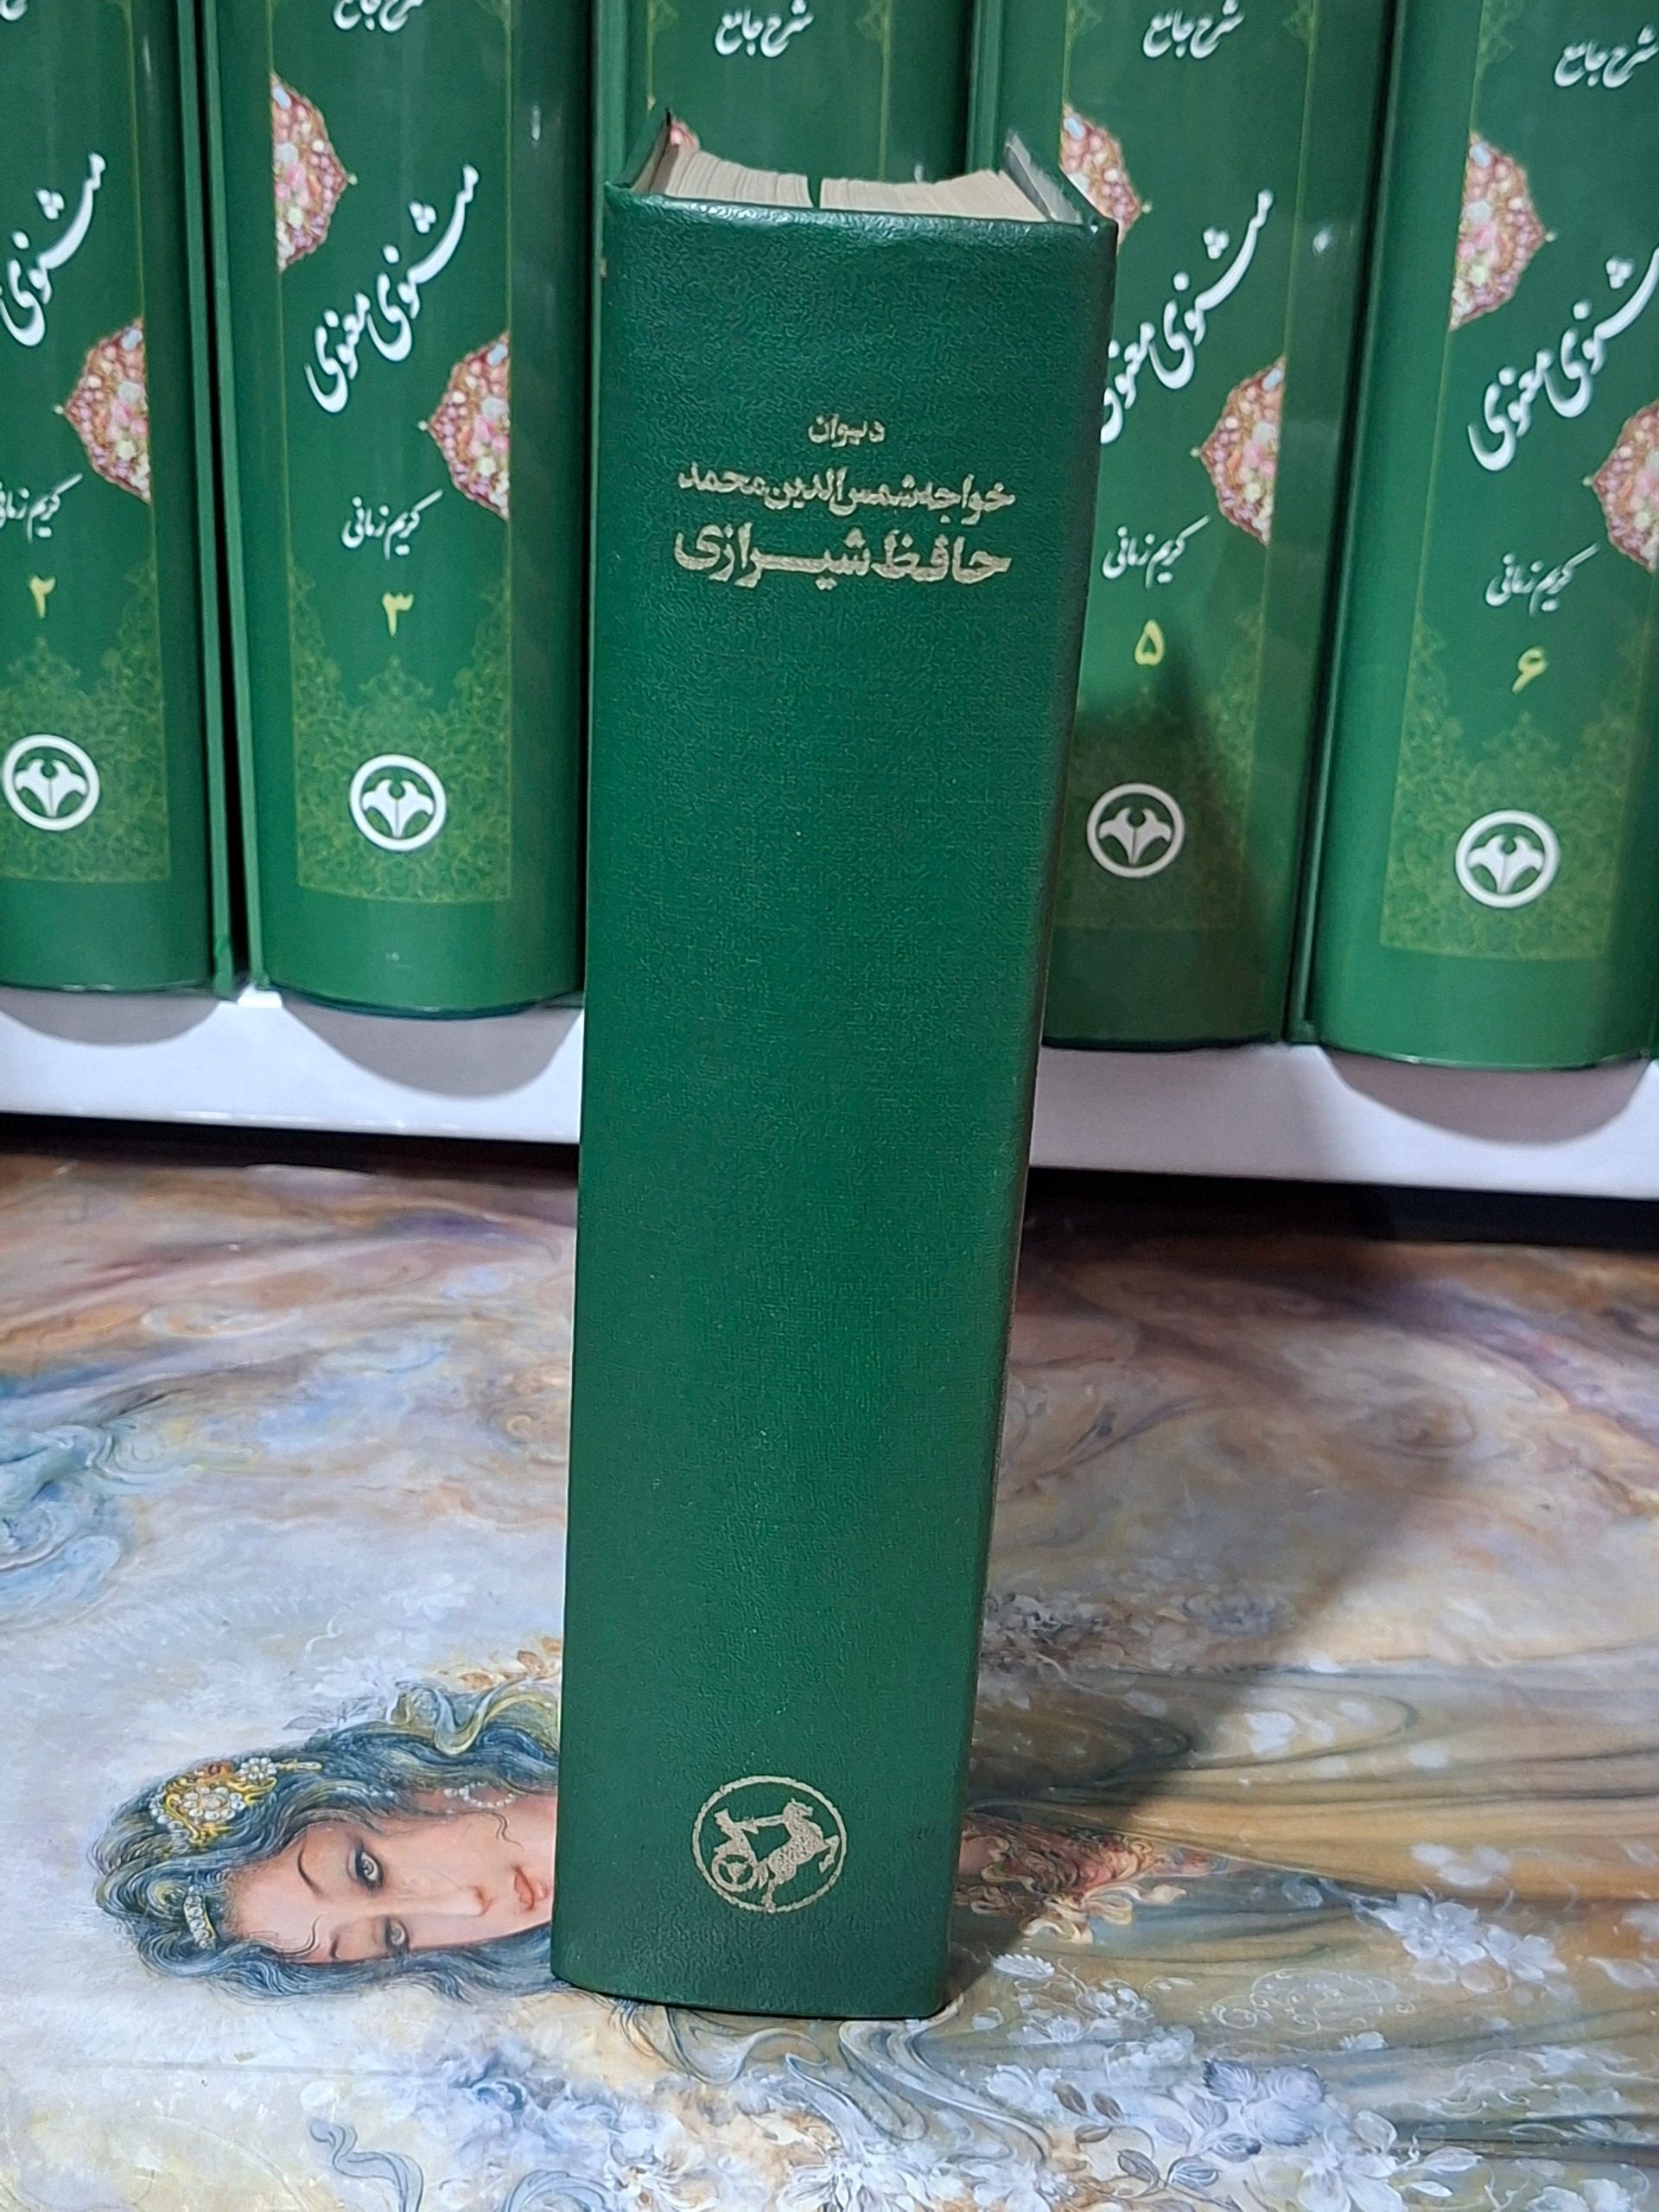 دیوان
خواجه شمس‌الدین محمد
حافظ شیرازی
شرح جامع
مثنوی معنوی
کریم زمانی
۶
شرح جامع
مثنوی معنوی
کریم زمانی
۵
شرح جامع
شرح جامع
مثنوی معنوی
کریم زمانی
۳
مثنوی
کریم زمانی
۲